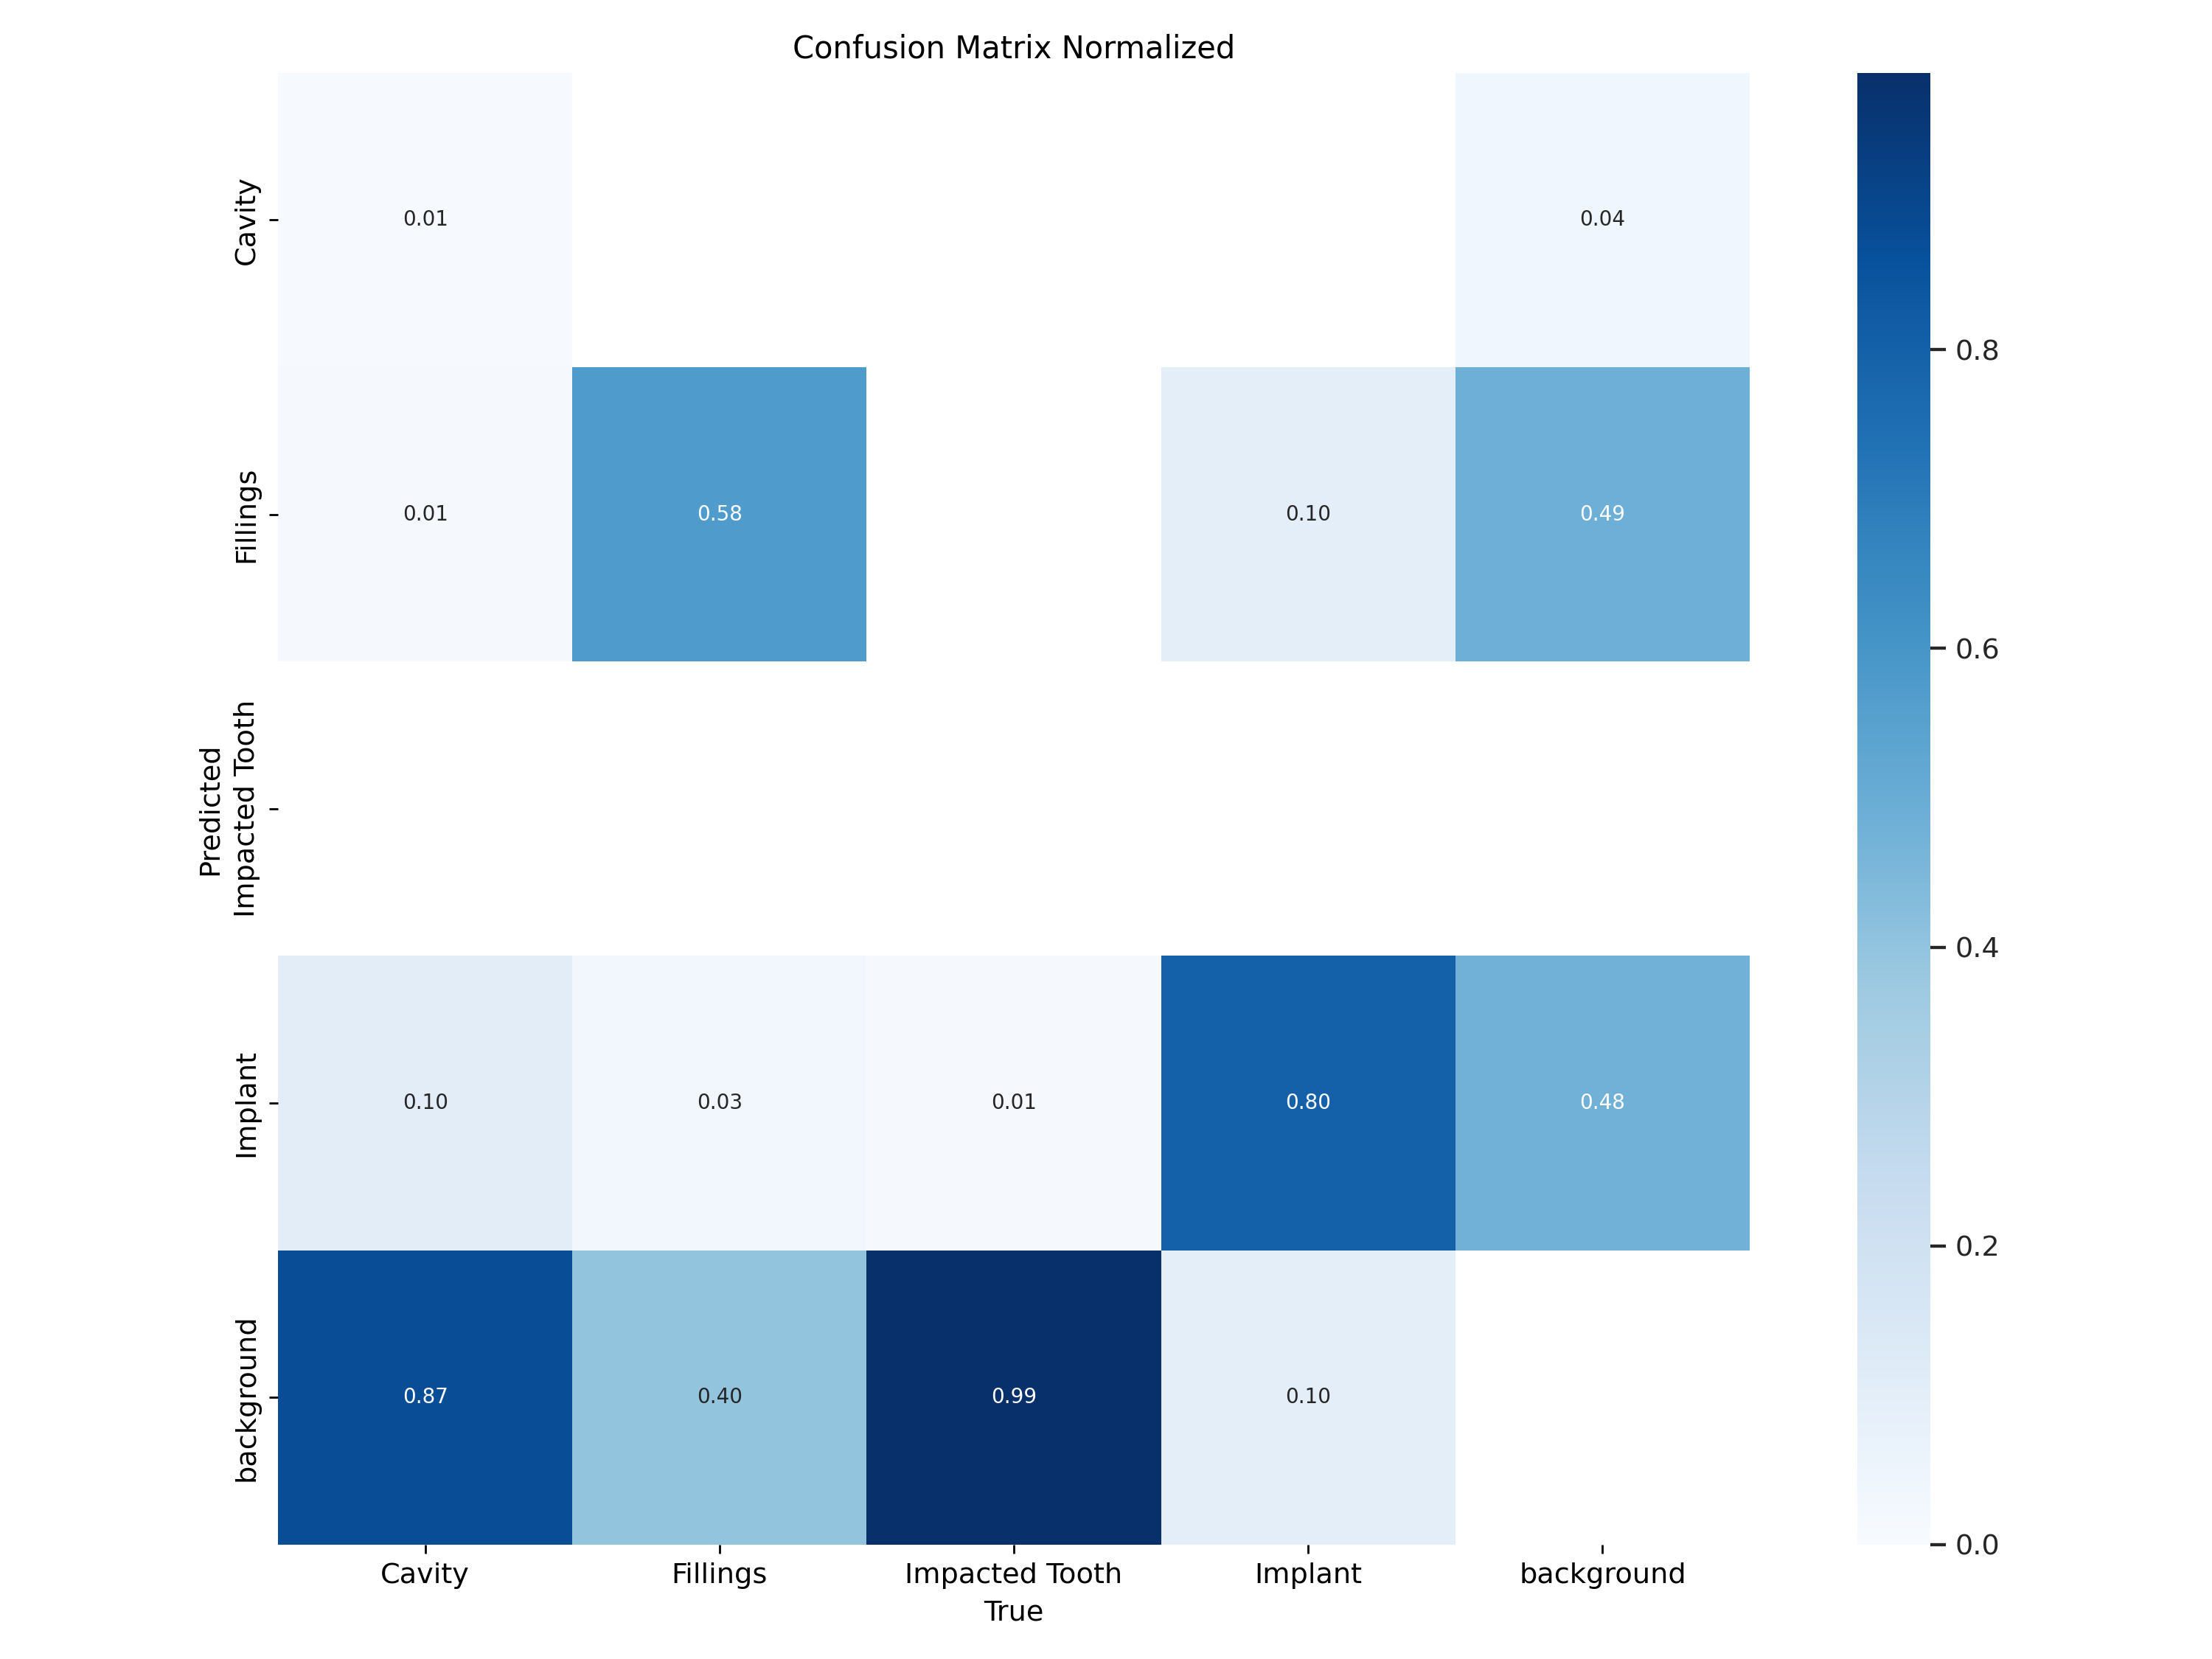 Confusion Matrix Normalized
Cavity
0.01
0.04
Fillings
0.01
0.58
0.10
0.49
Predicted
Impacted Tooth
Implant
0.10
0.03
0.01
0.80
0.48
background
0.87
0.40
0.99
0.10
Cavity
Fillings
Impacted Tooth
Implant
background
True
0.8
0.6
0.4
0.2
0.0